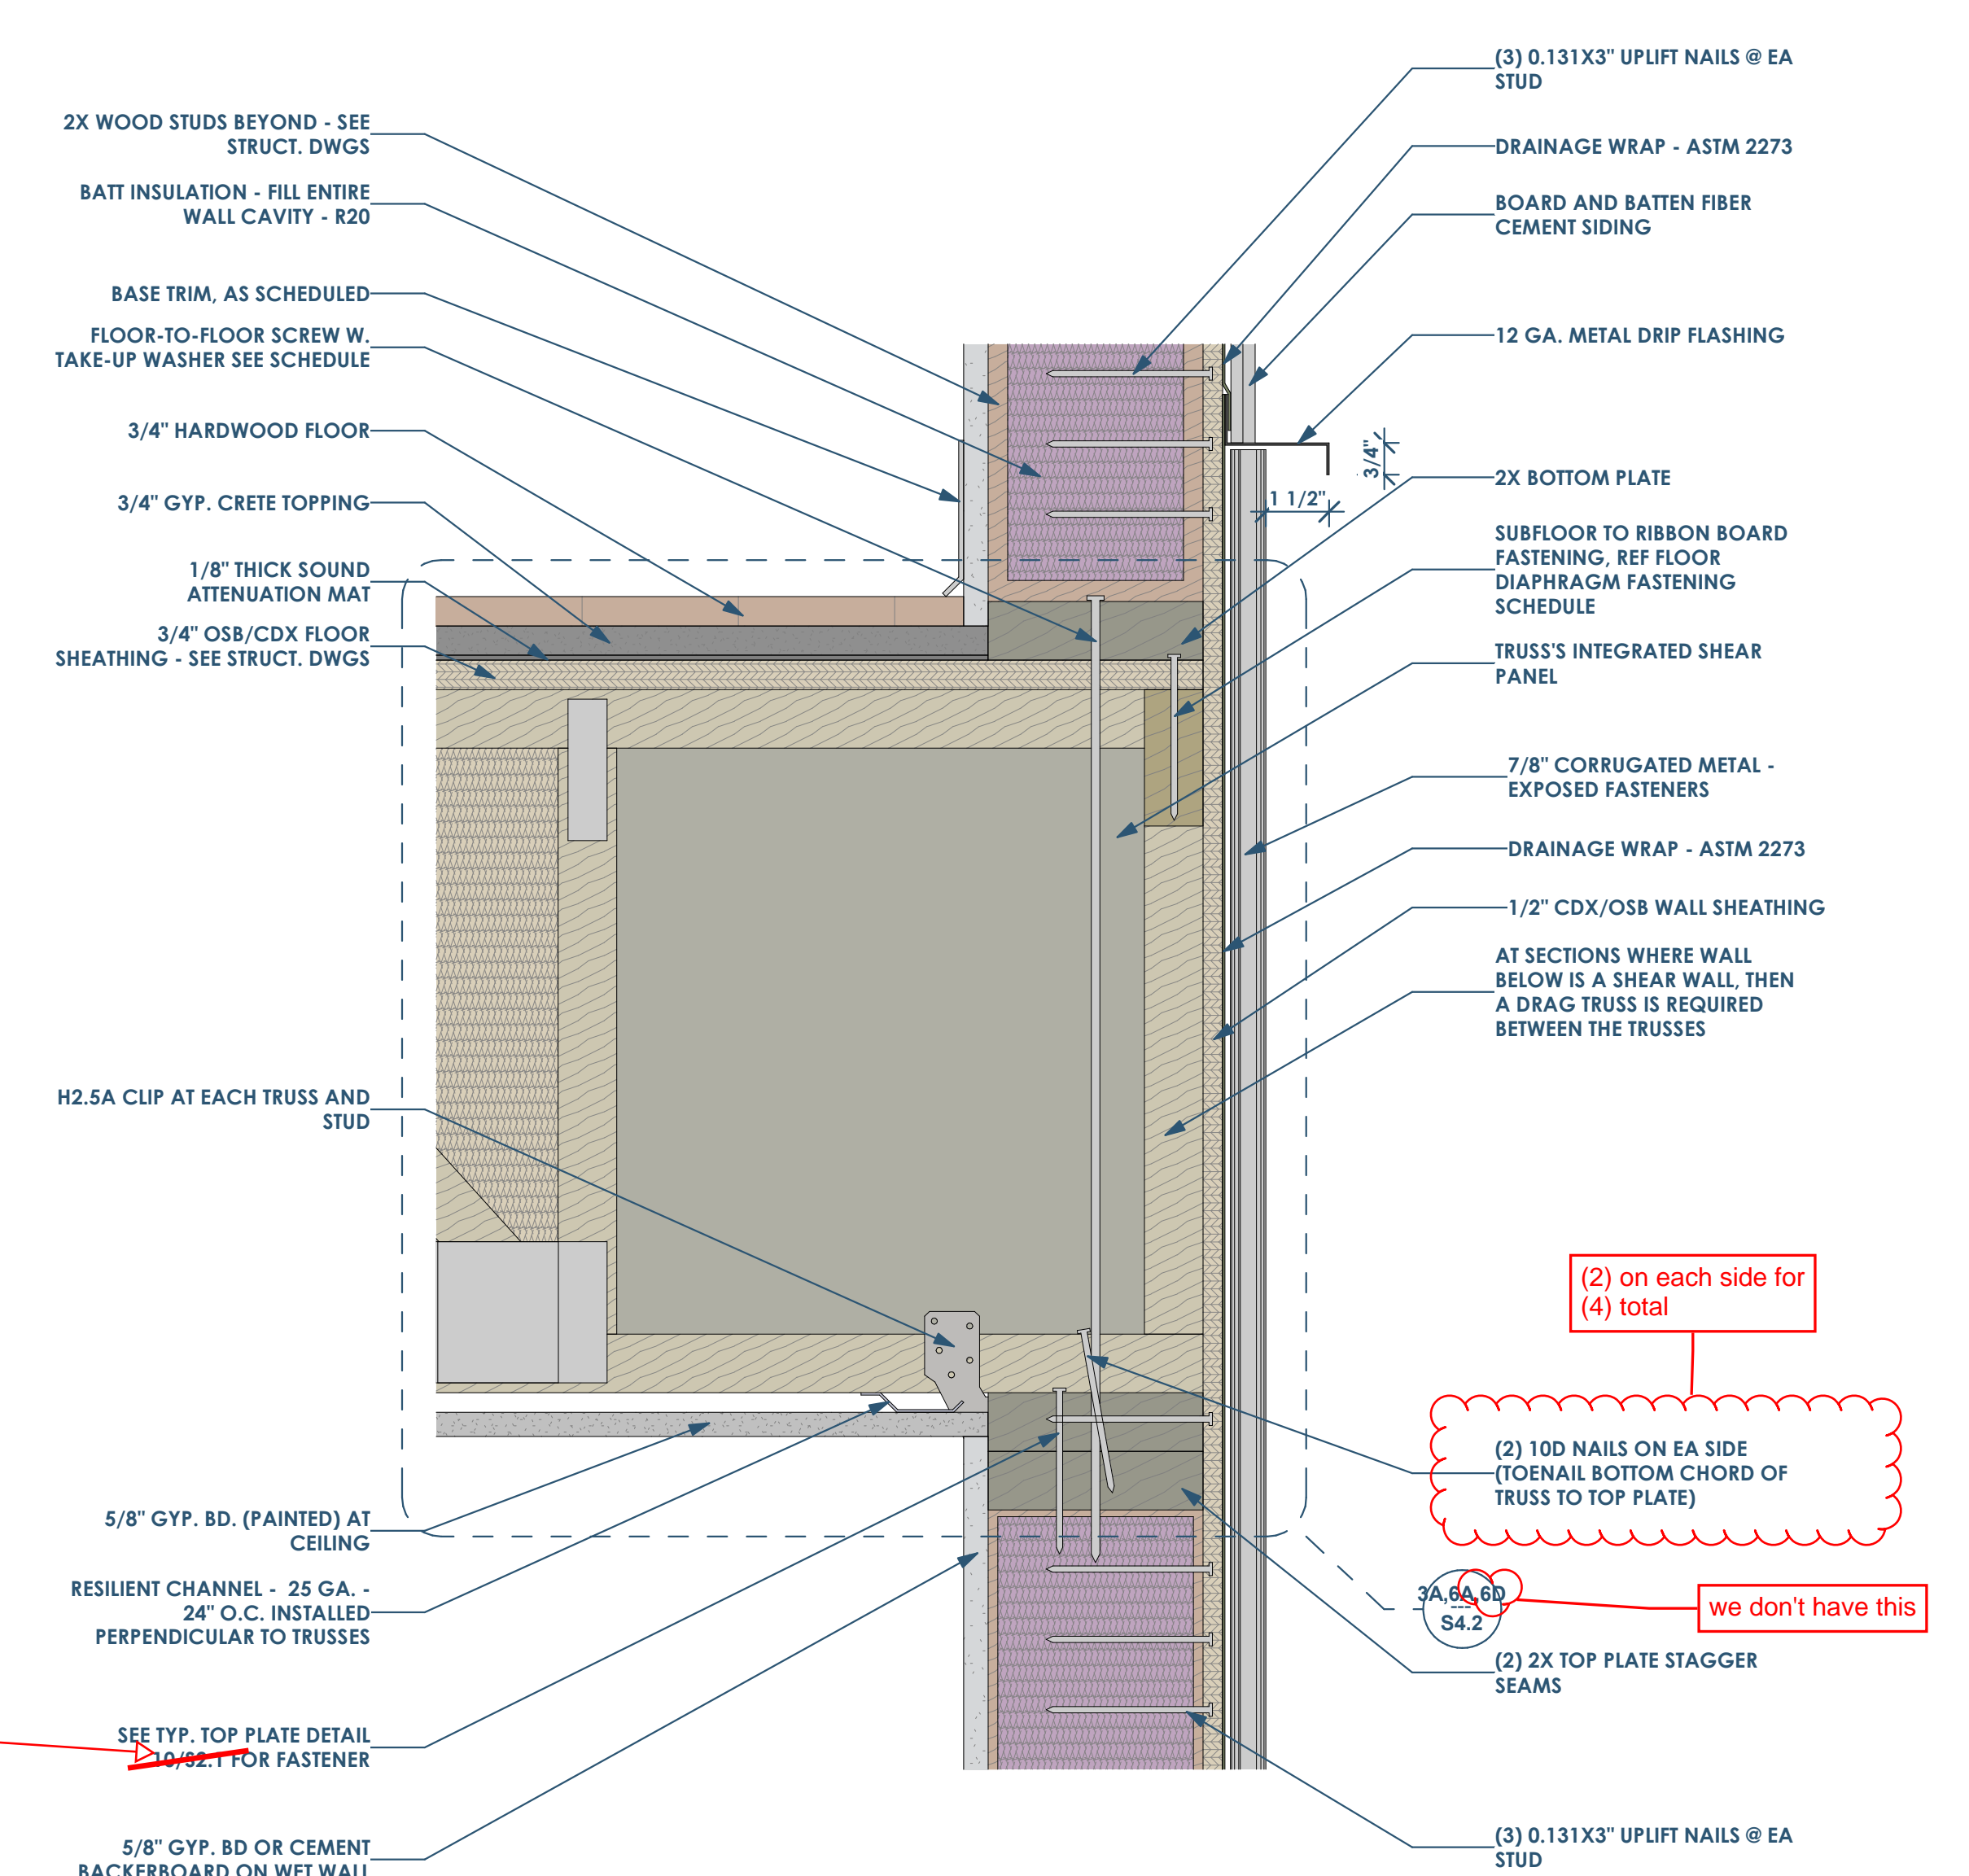 2X WOOD STUDS BEYOND - SEE
STRUCT. DWGS
BATT INSULATION - FILL ENTIRE
WALL CAVITY - R20
BASE TRIM, AS SCHEDULED
FLOOR-TO-FLOOR SCREW W.
TAKE-UP WASHER SEE SCHEDULE
3/4" HARDWOOD FLOOR
3/4" GYP. CRETE TOPPING
1/8" THICK SOUND
ATTENUATION MAT
3/4" OSB/CDX FLOOR
SHEATHING - SEE STRUCT. DWGS
H2.5A CLIP AT EACH TRUSS AND
STUD
5/8" GYP. BD. (PAINTED) AT
CEILING
RESILIENT CHANNEL - 25 GA. -
24" O.C. INSTALLED
PERPENDICULAR TO TRUSSES
SEE TYP. TOP PLATE DETAIL
10/S2.1 FOR FASTENER
5/8" GYP. BD OR CEMENT
BACKERBOARD ON WET WALL
(3) 0.131X3" UPLIFT NAILS @ EA
STUD
DRAINAGE WRAP - ASTM 2273
BOARD AND BATTEN FIBER
CEMENT SIDING
12 GA. METAL DRIP FLASHING
3/4"
1 1/2"
2X BOTTOM PLATE
SUBFLOOR TO RIBBON BOARD
FASTENING, REF FLOOR
DIAPHRAGM FASTENING
SCHEDULE
TRUSS'S INTEGRATED SHEAR
PANEL
7/8" CORRUGATED METAL -
EXPOSED FASTENERS
DRAINAGE WRAP - ASTM 2273
1/2" CDX/OSB WALL SHEATHING
AT SECTIONS WHERE WALL
BELOW IS A SHEAR WALL, THEN
A DRAG TRUSS IS REQUIRED
BETWEEN THE TRUSSES
(2) on each side for
(4) total
(2) 10D NAILS ON EA SIDE
(TOENAIL BOTTOM CHORD OF
TRUSS TO TOP PLATE)
3A,6A,6D
---
S4.2
we don't have this
(2) 2X TOP PLATE STAGGER
SEAMS
(3) 0.131X3" UPLIFT NAILS @ EA
STUD